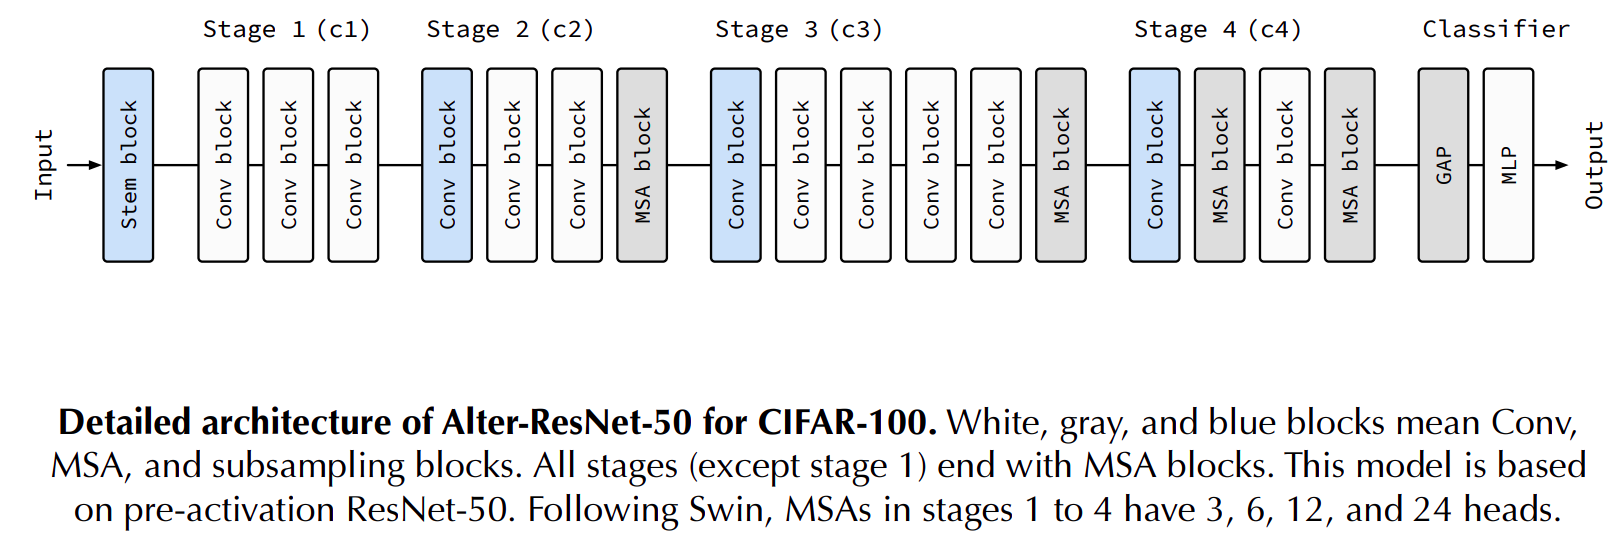 Stage 1 (c1) Stage 2 (c2) Stage 3 (c3) Stage 4 (c4) Classifier
Input
Stem block
Conv block
Conv block
Conv block
Conv block
Conv block
Conv block
MSA block
Conv block
Conv block
Conv block
Conv block
Conv block
MSA block
Conv block
MSA block
Conv block
MSA block
GAP
MLP
Output
Detailed architecture of Alter-ResNet-50 for CIFAR-100. White, gray, and blue blocks mean Conv,
MSA, and subsampling blocks. All stages (except stage 1) end with MSA blocks. This model is based
on pre-activation ResNet-50. Following Swin, MSAs in stages 1 to 4 have 3, 6, 12, and 24 heads.